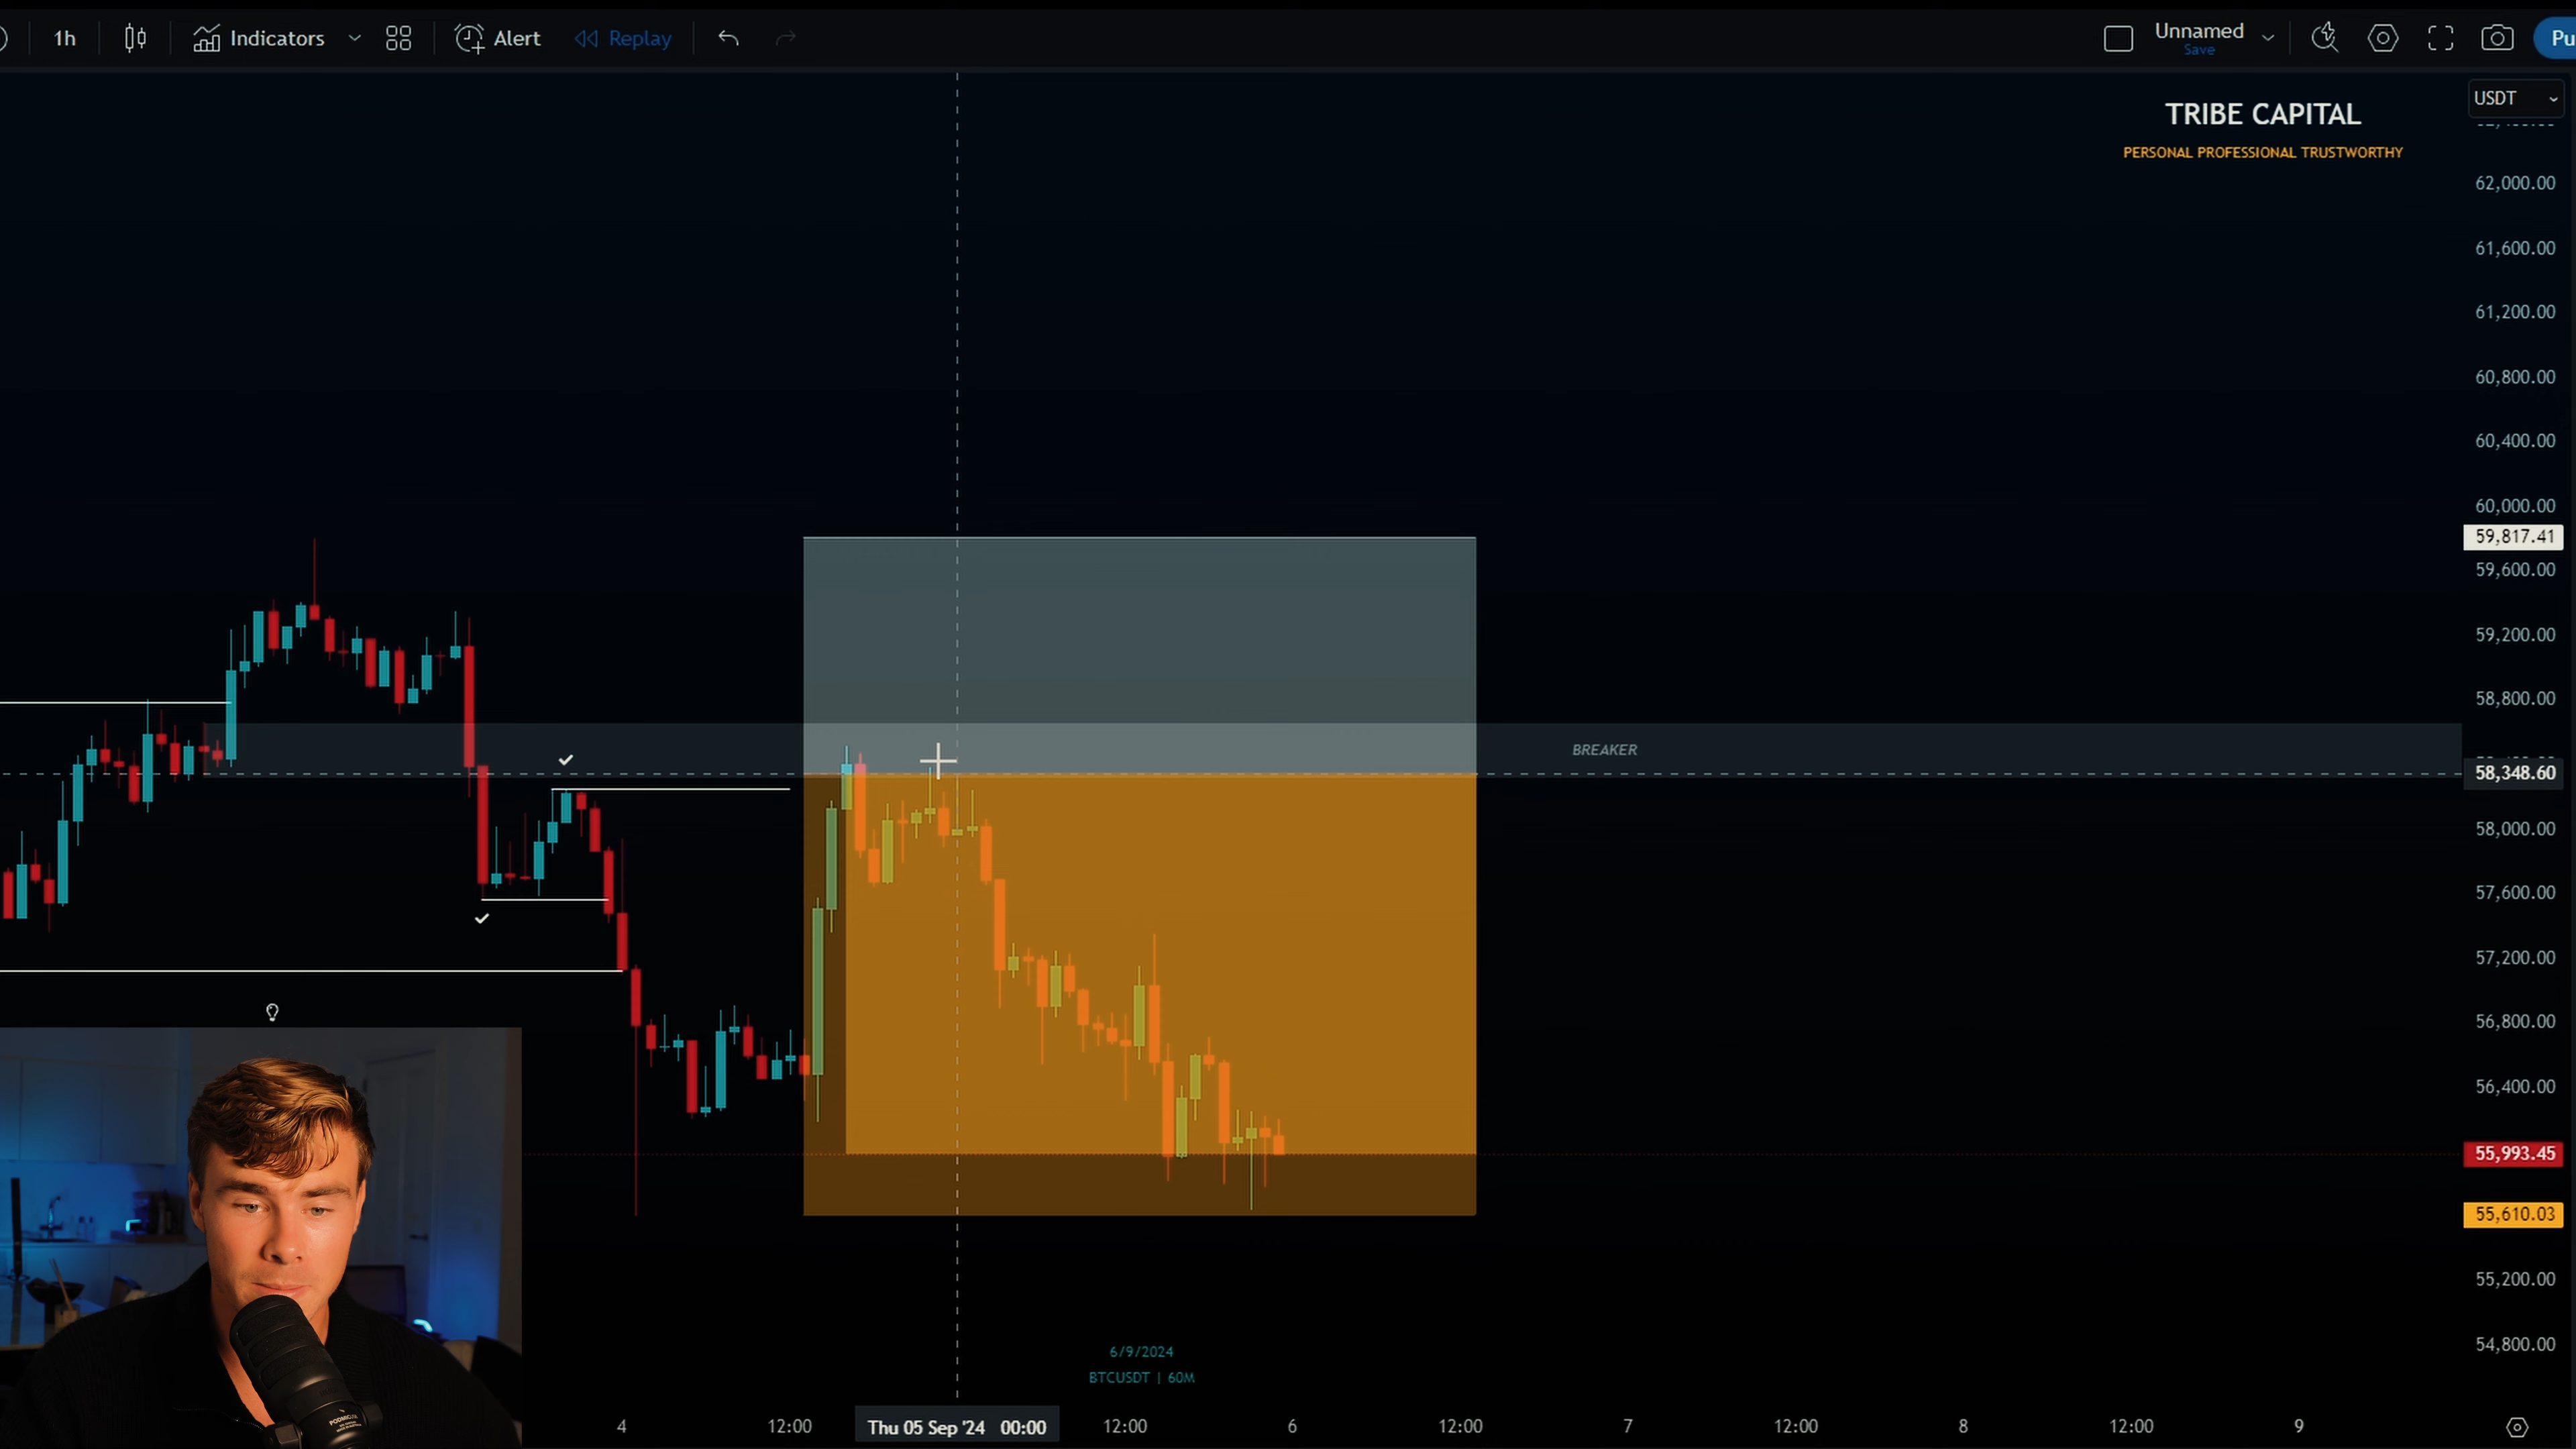 1h Indicators Alert Replay Unnamed Pu
Save
TRIBE CAPITAL
PERSONAL PROFESSIONAL TRUSTWORTHY
USDT
62,000.00
61,600.00
61,200.00
60,800.00
60,400.00
60,000.00
59,817.41
59,600.00
59,200.00
58,800.00
BREAKER
58,348.60
58,000.00
57,600.00
57,200.00
56,800.00
56,400.00
55,993.45
55,610.03
55,200.00
54,800.00
6/9/2024
BTCUSDT | 60M
4 12:00 Thu 05 Sep '24 00:00 12:00 6 12:00 7 12:00 8 12:00 9